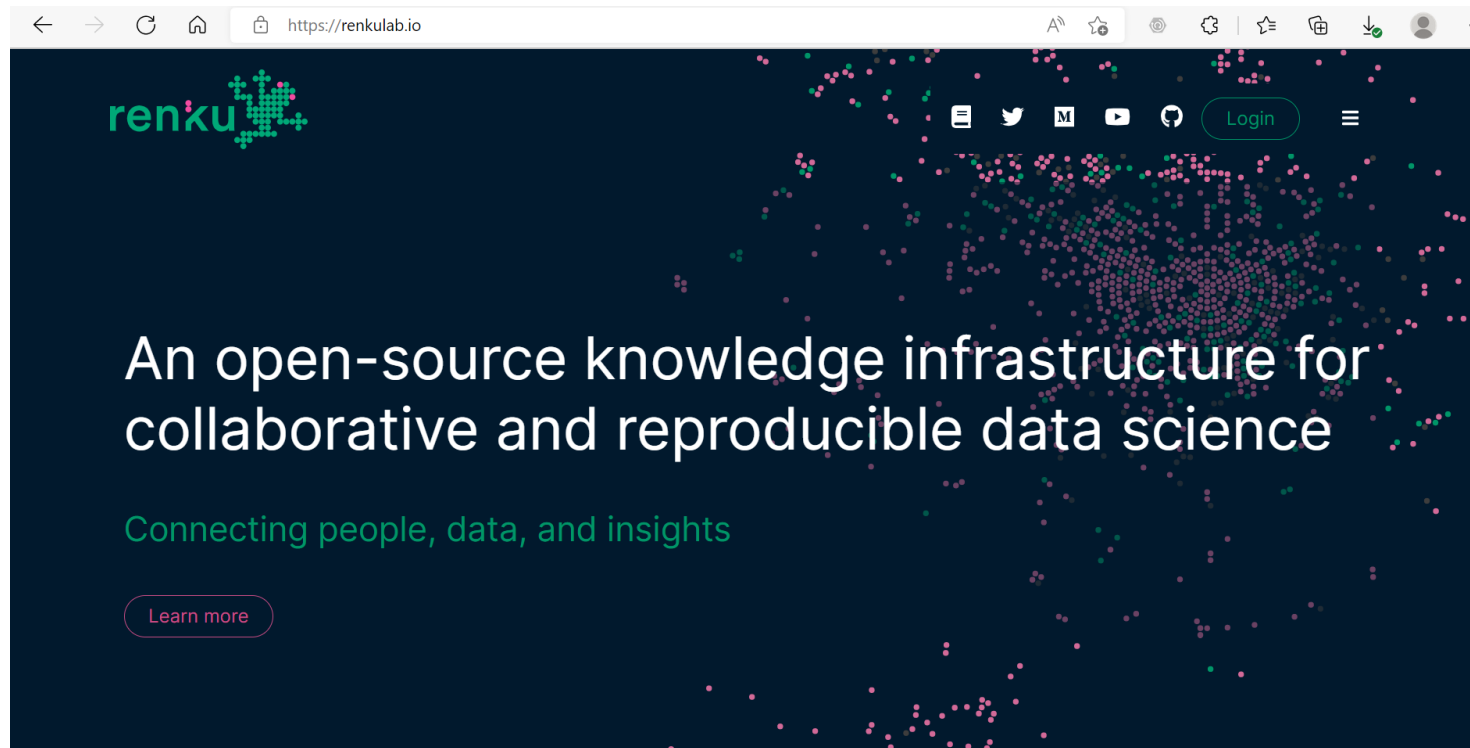 https://renkulab.io
renku
Login
An open-source knowledge infrastructure for
collaborative and reproducible data science
Connecting people, data, and insights
Learn more